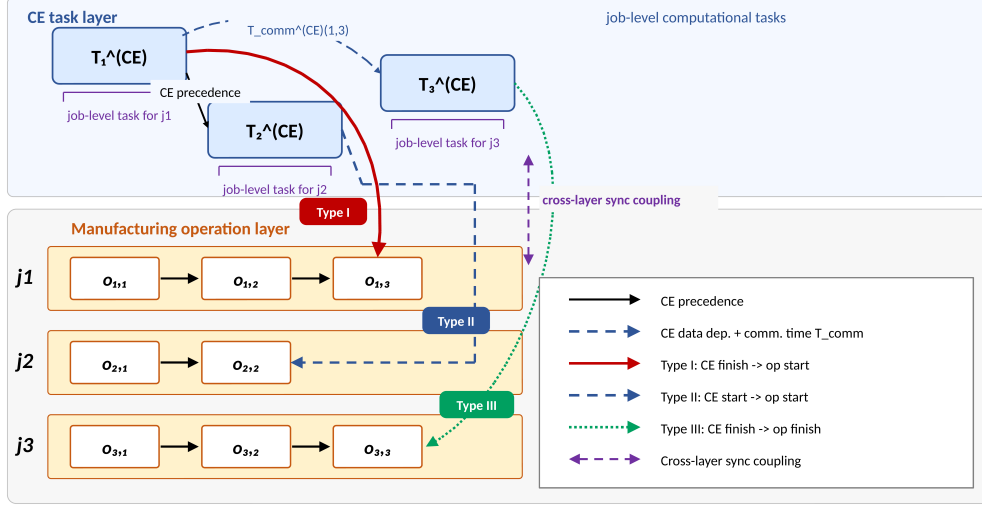 CE task layer
job-level computational tasks
T_comm^(CE)(1,3)
T₁^(CE)
T₃^(CE)
CE precedence
job-level task for j1
T₂^(CE)
job-level task for j3
job-level task for j2
cross-layer sync coupling
Type I
Manufacturing operation layer
j1
o₁,₁
o₁,₂
o₁,₃
Type II
j2
o₂,₁
o₂,₂
Type III
j3
o₃,₁
o₃,₂
o₃,₃
CE precedence
CE data dep. + comm. time T_comm
Type I: CE finish -> op start
Type II: CE start -> op start
Type III: CE finish -> op finish
Cross-layer sync coupling